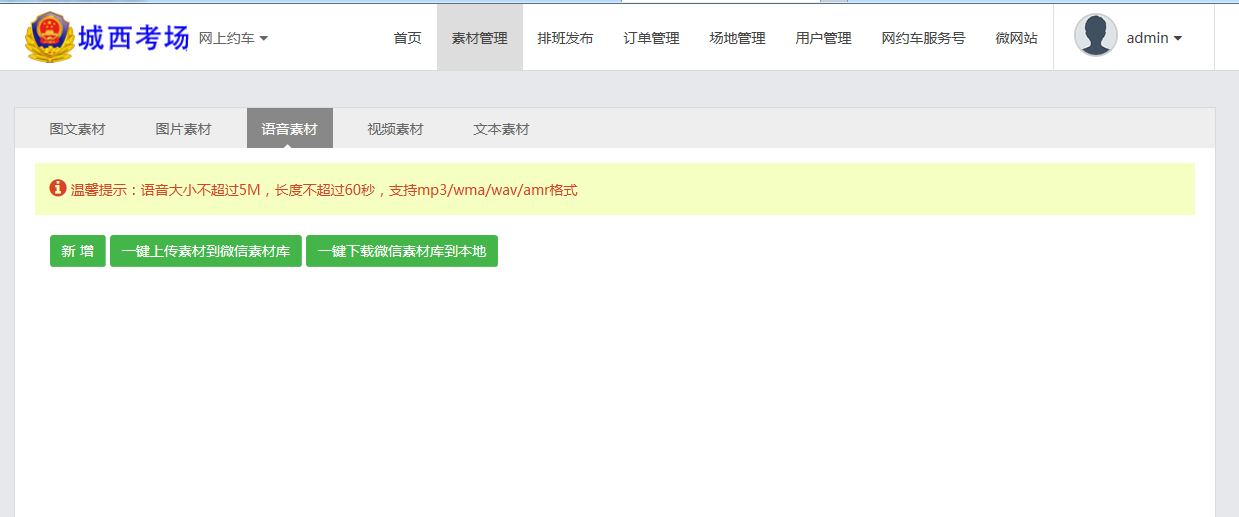 城西考场 网上约车 首页 素材管理 排班发布 订单管理 场地管理 用户管理 网约车服务号 微网站 admin
图文素材 图片素材 语音素材 视频素材 文本素材
温馨提示：语音大小不超过5M，长度不超过60秒，支持mp3/wma/wav/amr格式
新 增 一键上传素材到微信素材库 一键下载微信素材库到本地